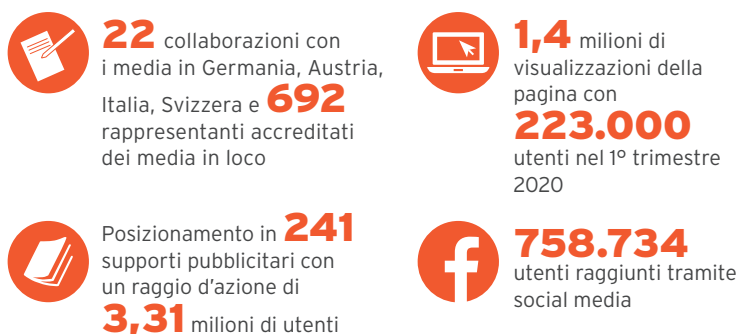 22 collaborazioni con
i media in Germania, Austria,
Italia, Svizzera e 692
rappresentanti accreditati
dei media in loco
1,4 milioni di
visualizzazioni della
pagina con
223.000
utenti nel 1° trimestre
2020
Posizionamento in 241
supporti pubblicitari con
un raggio d'azione di
3,31 milioni di utenti
758.734
utenti raggiunti tramite
social media